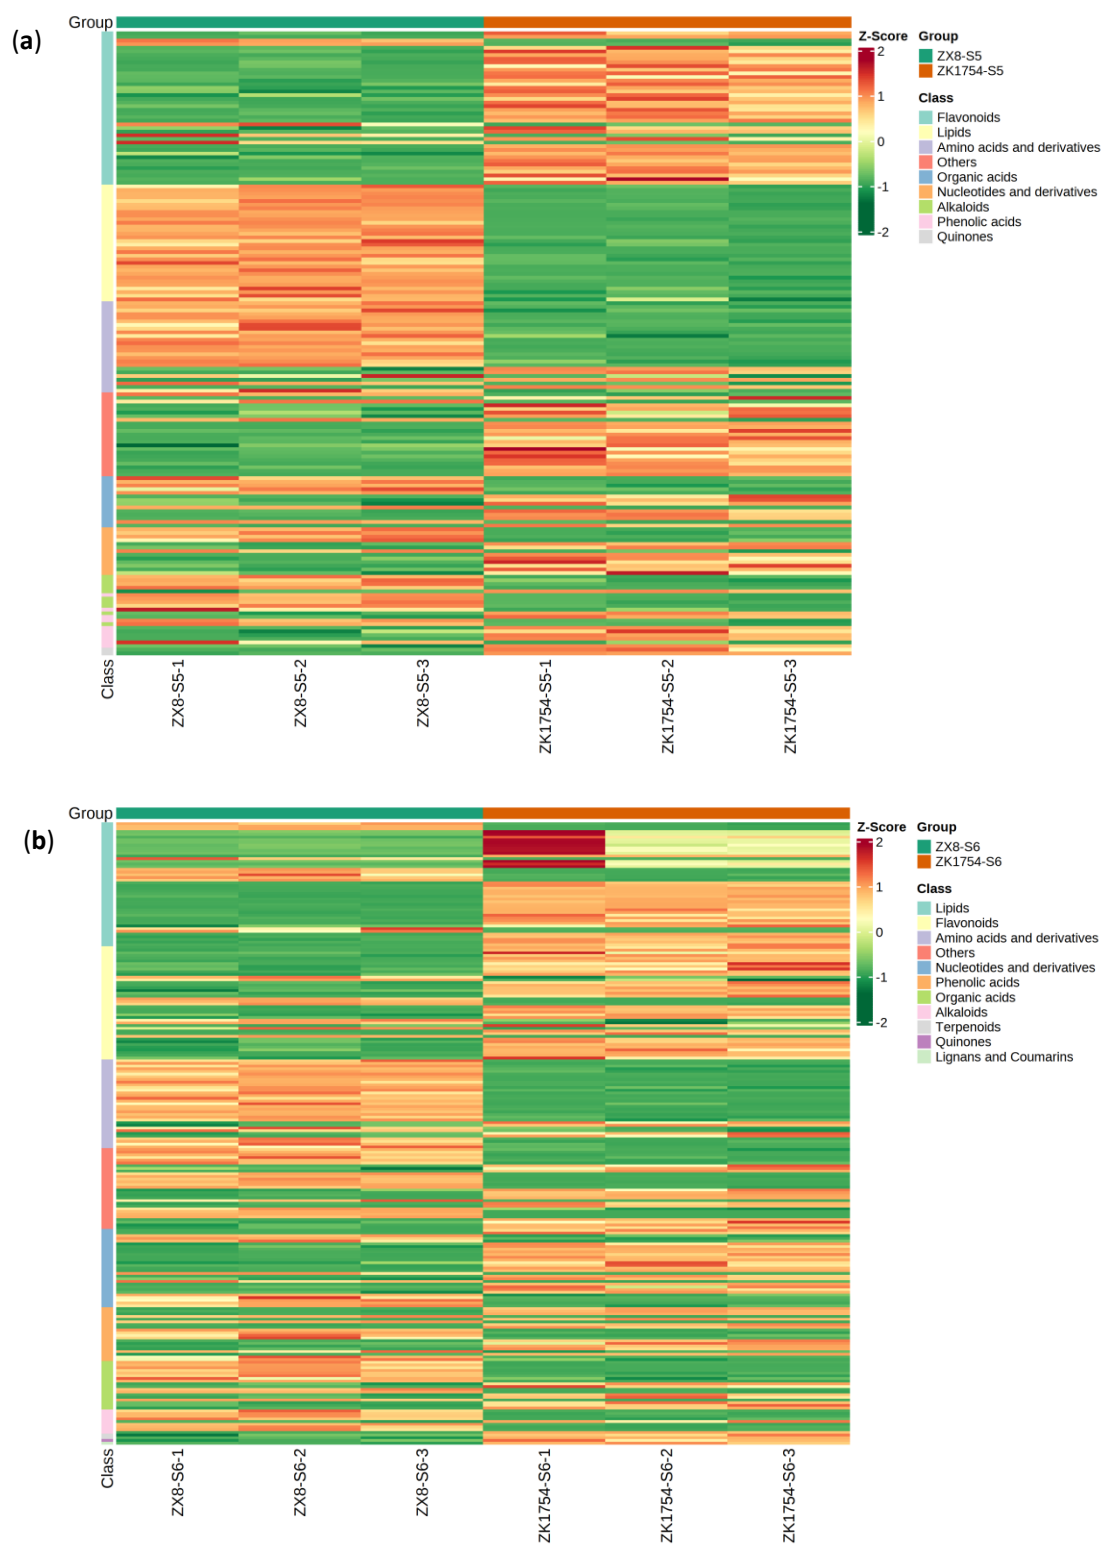 (a)
Group
Z-Score
2
1
0
-1
-2
Group
ZX8-S5
ZK1754-S5
Class
Flavonoids
Lipids
Amino acids and derivatives
Others
Organic acids
Nucleotides and derivatives
Alkaloids
Phenolic acids
Quinones
Class
ZX8-S5-1
ZX8-S5-2
ZX8-S5-3
ZK1754-S5-1
ZK1754-S5-2
ZK1754-S5-3
(b)
Group
Z-Score
2
1
0
-1
-2
Group
ZX8-S6
ZK1754-S6
Class
Lipids
Flavonoids
Amino acids and derivatives
Others
Nucleotides and derivatives
Phenolic acids
Organic acids
Alkaloids
Terpenoids
Quinones
Lignans and Coumarins
Class
ZX8-S6-1
ZX8-S6-2
ZX8-S6-3
ZK1754-S6-1
ZK1754-S6-2
ZK1754-S6-3